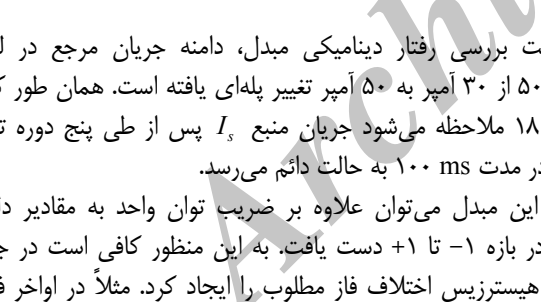 ت بررسی رفتار دینامیکی مبدل، دامنه جریان مرجع در
۵۰ از ۳۰ آمپر به ۵۰ آمپر تغییر پله‌ای یافته است. همان طور
۱۸ ملاحظه می‌شود جریان منبع I_s پس از طی پنج دوره
در مدت ۱۰۰ ms به حالت دائم می‌رسد.
این مبدل می‌توان علاوه بر ضریب توان واحد به مقادیر
در بازه ۱− تا ۱+ دست یافت. به این منظور کافی است در
هیسترزیس اختلاف فاز مطلوب را ایجاد کرد. مثلاً در اواخر
Archi